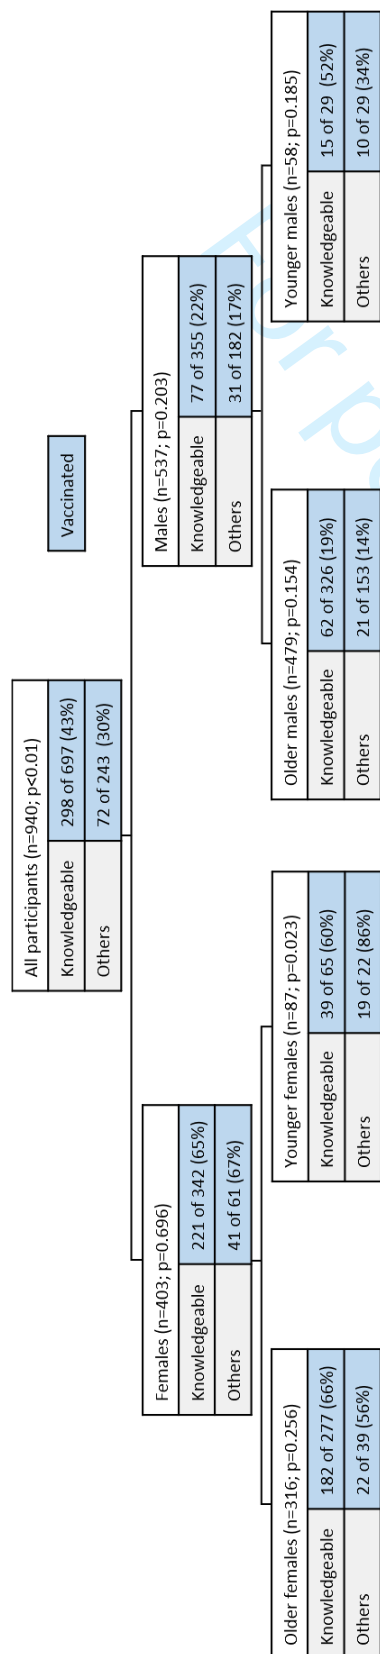 All participants (n=940; p<0.01)
Knowledgeable 298 of 697 (43%)
Others 72 of 243 (30%)
Vaccinated
Females (n=403; p=0.696)
Knowledgeable 221 of 342 (65%)
Others 41 of 61 (67%)
Males (n=537; p=0.203)
Knowledgeable 77 of 355 (22%)
Others 31 of 182 (17%)
Older females (n=316; p=0.256)
Knowledgeable 182 of 277 (66%)
Others 22 of 39 (56%)
Younger females (n=87; p=0.023)
Knowledgeable 39 of 65 (60%)
Others 19 of 22 (86%)
Older males (n=479; p=0.154)
Knowledgeable 62 of 326 (19%)
Others 21 of 153 (14%)
Younger males (n=58; p=0.185)
Knowledgeable 15 of 29 (52%)
Others 10 of 29 (34%)
For